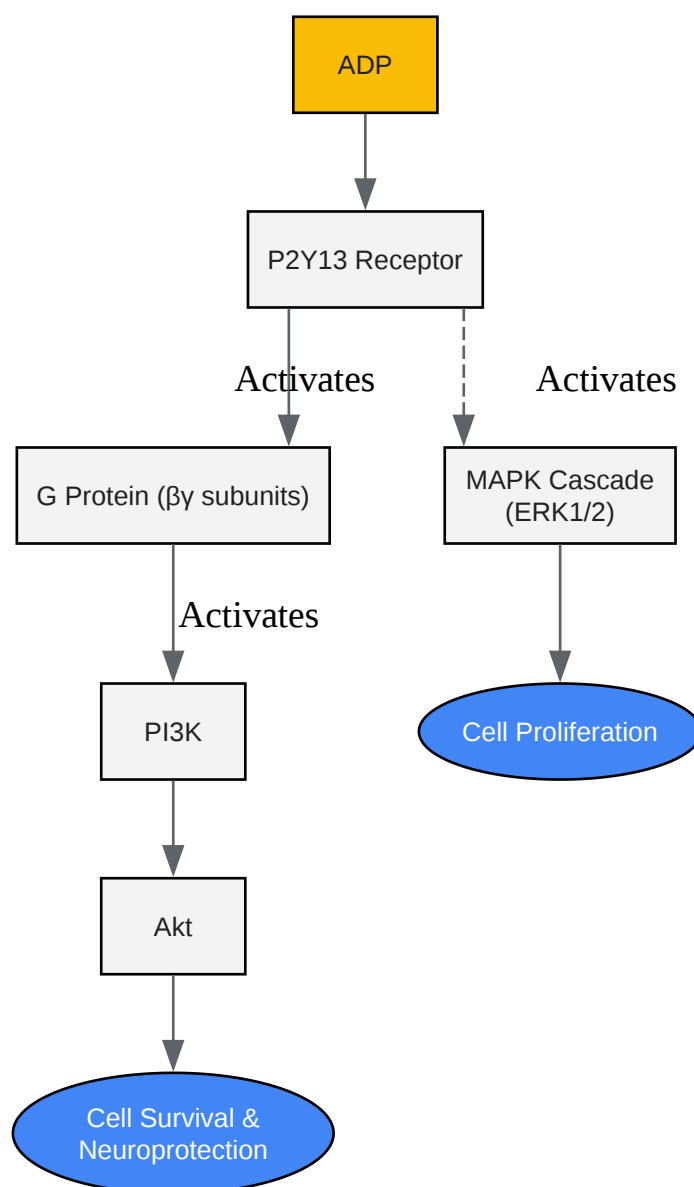 ADP
P2Y13 Receptor
Activates
Activates
G Protein (βγ subunits)
MAPK Cascade
(ERK1/2)
Activates
PI3K
Cell Proliferation
Akt
Cell Survival &
Neuroprotection